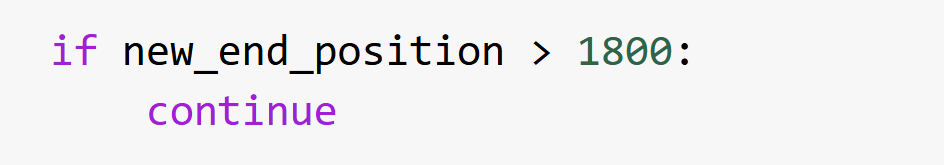 if new_end_position > 1800:
    continue